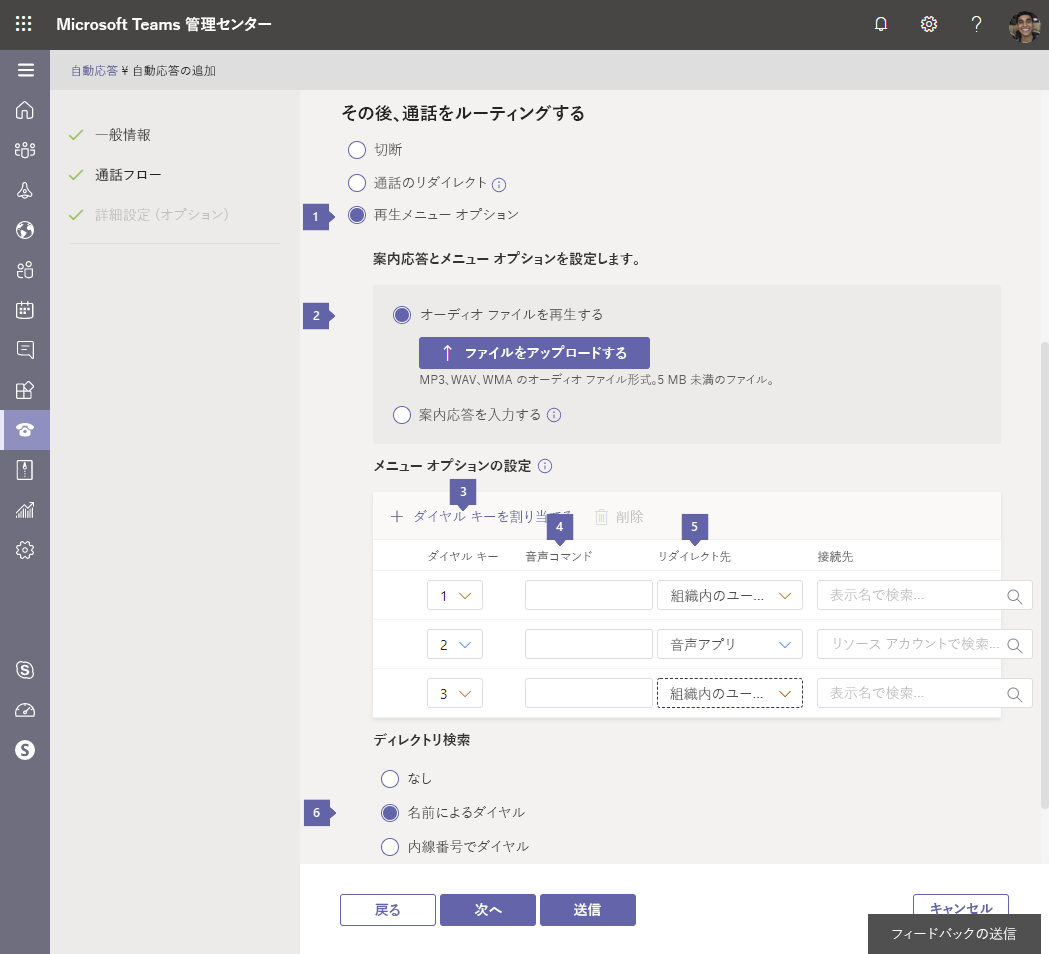 Microsoft Teams 管理センター
自動応答 ¥ 自動応答の追加
一般情報
通話フロー
詳細設定 (オプション)
その後、通話をルーティングする
切断
通話のリダイレクト
1
再生メニュー オプション
案内応答とメニュー オプションを設定します。
2
オーディオ ファイルを再生する
ファイルをアップロードする
MP3、WAV、WMA のオーディオ ファイル形式。5 MB 未満のファイル。
案内応答を入力する
メニュー オプションの設定
3
+ ダイヤル キーを割り当てる 削除
4 5
ダイヤル キー 音声コマンド リダイレクト先 接続先
1 組織内のユー... 表示名で検索...
2 音声アプリ リソース アカウントで検索...
3 組織内のユー... 表示名で検索...
ディレクトリ検索
なし
6
名前によるダイヤル
内線番号でダイヤル
戻る 次へ 送信 キャンセル
フィードバックの送信